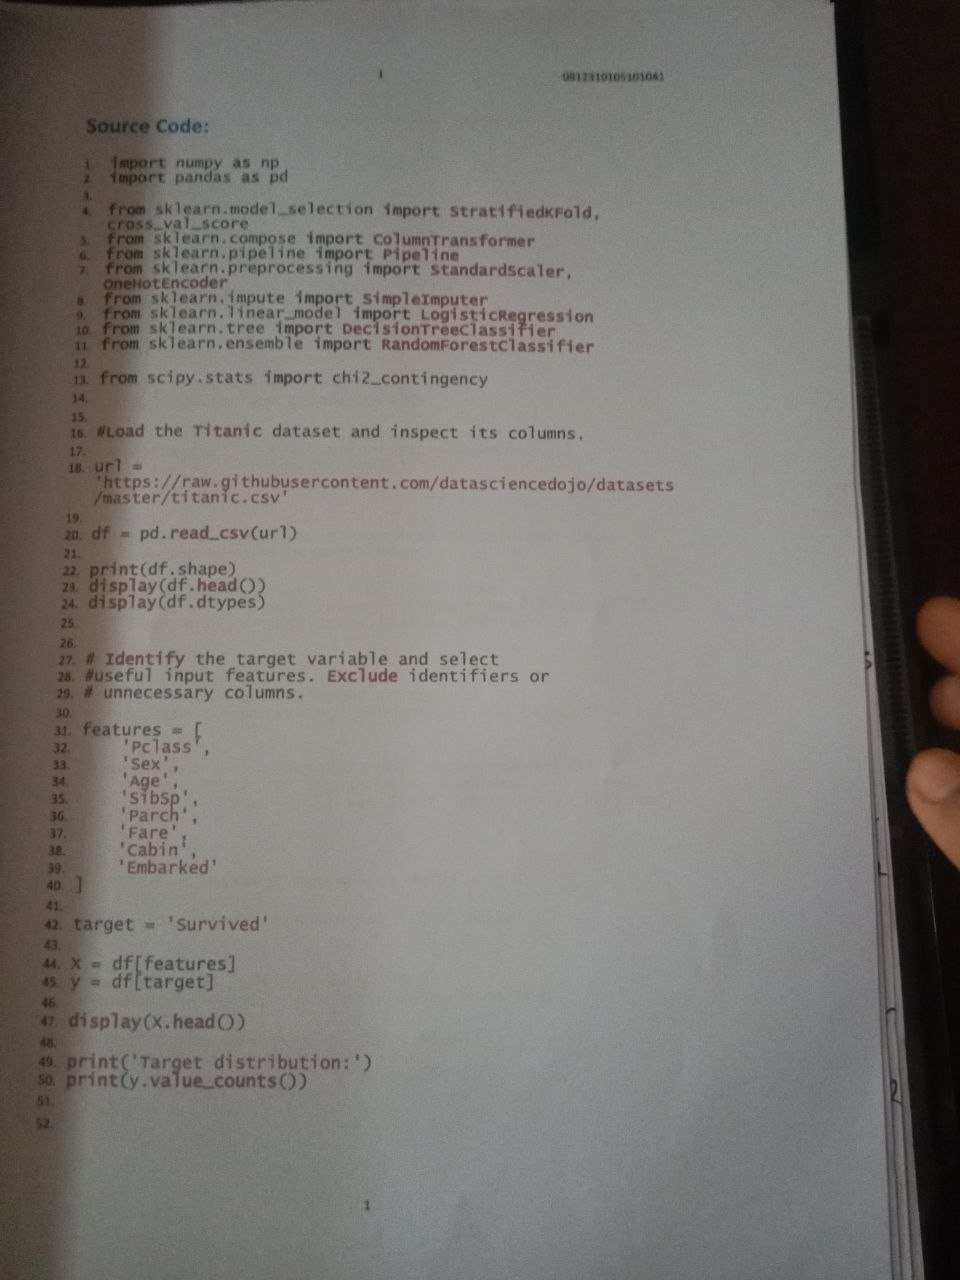 1
0812310105101041
Source Code:
1. import numpy as np
2. import pandas as pd
3.
4. from sklearn.model_selection import StratifiedKFold,
cross_val_score
5. from sklearn.compose import ColumnTransformer
6. from sklearn.pipeline import Pipeline
7. from sklearn.preprocessing import StandardScaler,
OneHotEncoder
8. from sklearn.impute import SimpleImputer
9. from sklearn.linear_model import LogisticRegression
10. from sklearn.tree import DecisionTreeClassifier
11. from sklearn.ensemble import RandomForestClassifier
12.
13. from scipy.stats import chi2_contingency
14.
15.
16. #Load the Titanic dataset and inspect its columns.
17.
18. url =
'https://raw.githubusercontent.com/datasciencedojo/datasets
/master/titanic.csv'
19.
20. df = pd.read_csv(url)
21.
22. print(df.shape)
23. display(df.head())
24. display(df.dtypes)
25.
26.
27. # Identify the target variable and select
28. #useful input features. Exclude identifiers or
29. # unnecessary columns.
30.
31. features = [
32. 'Pclass',
33. 'Sex',
34. 'Age',
35. 'SibSp',
36. 'Parch',
37. 'Fare',
38. 'Cabin',
39. 'Embarked'
40. ]
41.
42. target = 'Survived'
43.
44. X = df[features]
45. y = df[target]
46.
47. display(X.head())
48.
49. print('Target distribution:')
50. print(y.value_counts())
51.
52.
1
2